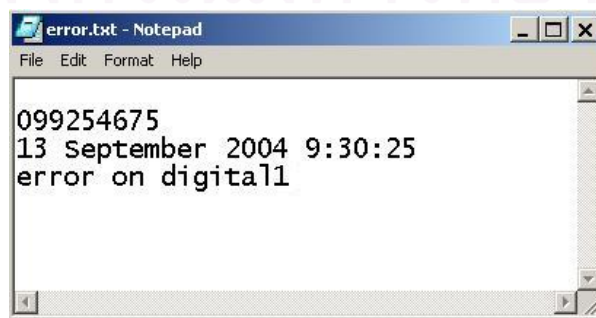 error.txt - Notepad
File Edit Format Help
099254675
13 September 2004 9:30:25
error on digital1